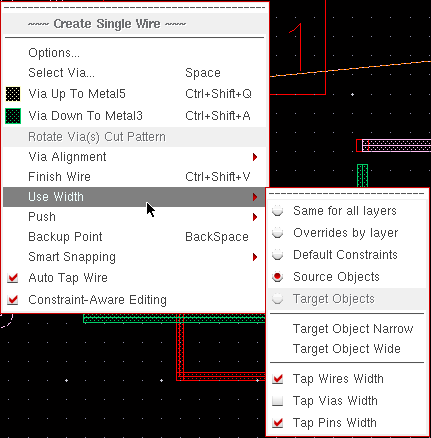 1
~~~ Create Single Wire ~~~
Options...
Select Via... Space
Via Up To Metal5 Ctrl+Shift+Q
Via Down To Metal3 Ctrl+Shift+A
Rotate Via(s) Cut Pattern
Via Alignment
Finish Wire Ctrl+Shift+V
Use Width
Push
Backup Point BackSpace
Smart Snapping
Auto Tap Wire
Constraint-Aware Editing
Same for all layers
Overrides by layer
Default Constraints
Source Objects
Target Objects
Target Object Narrow
Target Object Wide
Tap Wires Width
Tap Vias Width
Tap Pins Width